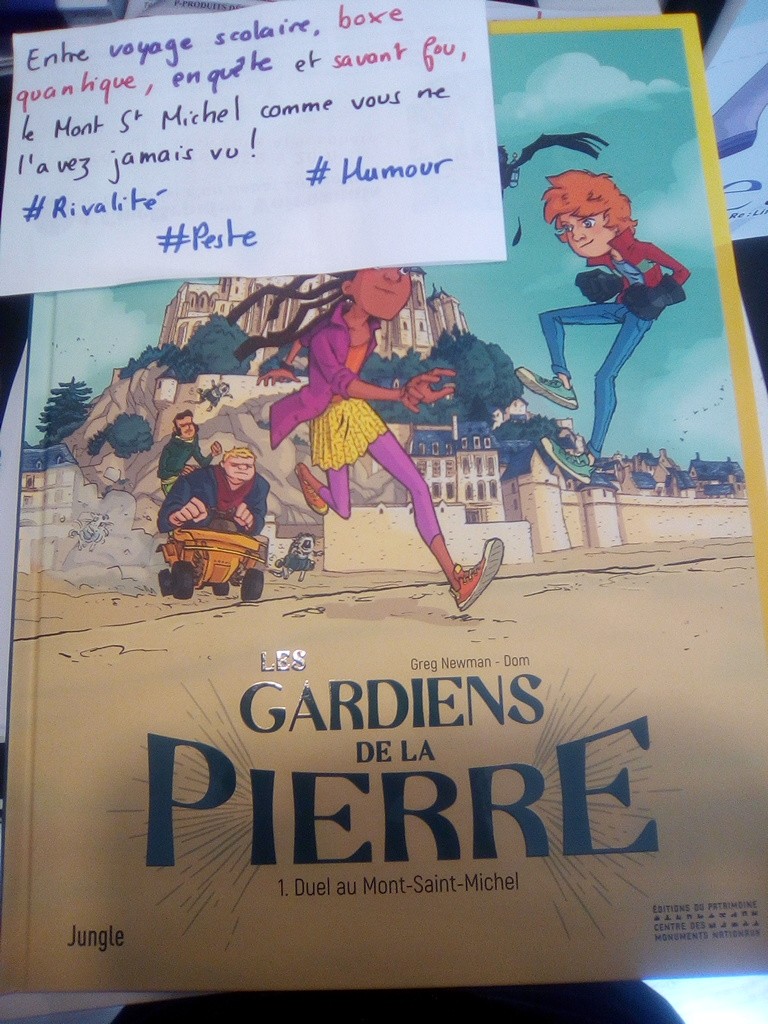 P-PRODUITS D
Entre voyage scolaire, boxe
quantique, enquête et savant fou,
le Mont St Michel comme vous ne
l'avez jamais vu !
# Humour
#Rivalité
#Peste
LES
Greg Newman - Dom
GARDIENS
DE LA
PIERRE
1. Duel au Mont-Saint-Michel
Jungle
ÉDITIONS DU PATRIMOINE
CENTRE DES
MONUMENTS NATIONAUX